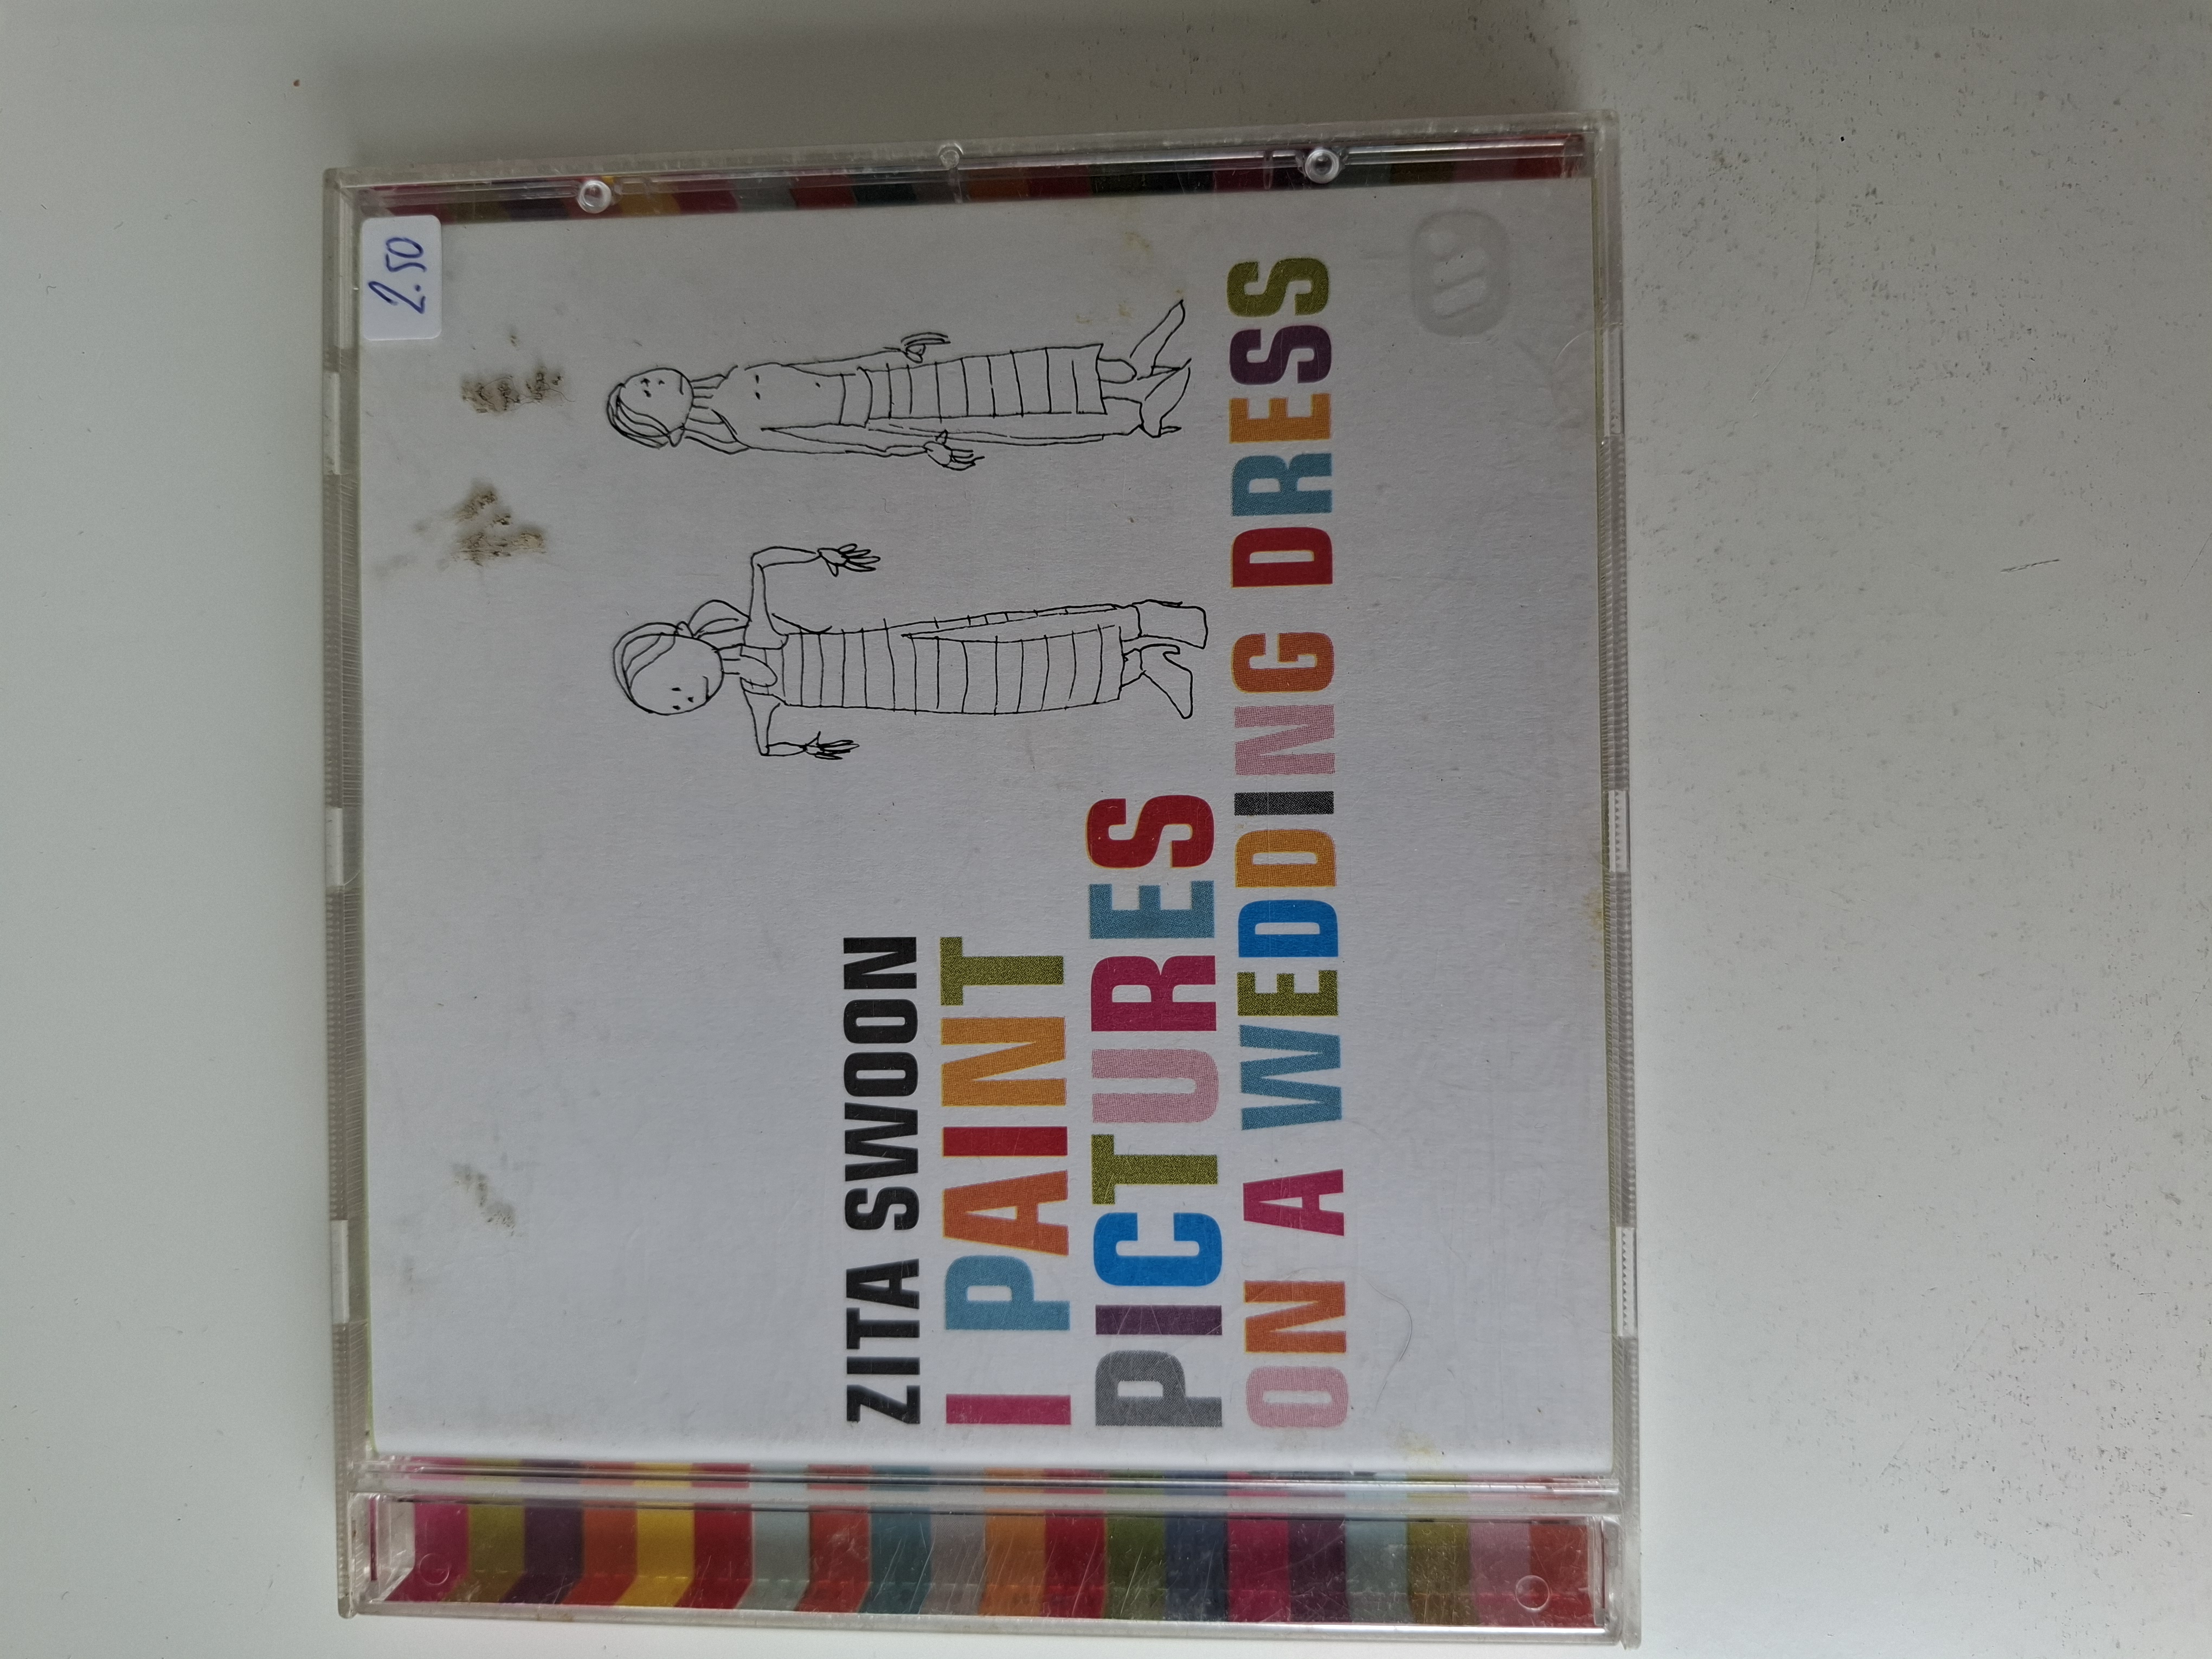 2.50
ZITA SWOON
I PAINT
PICTURES
ON A WEDDING DRESS